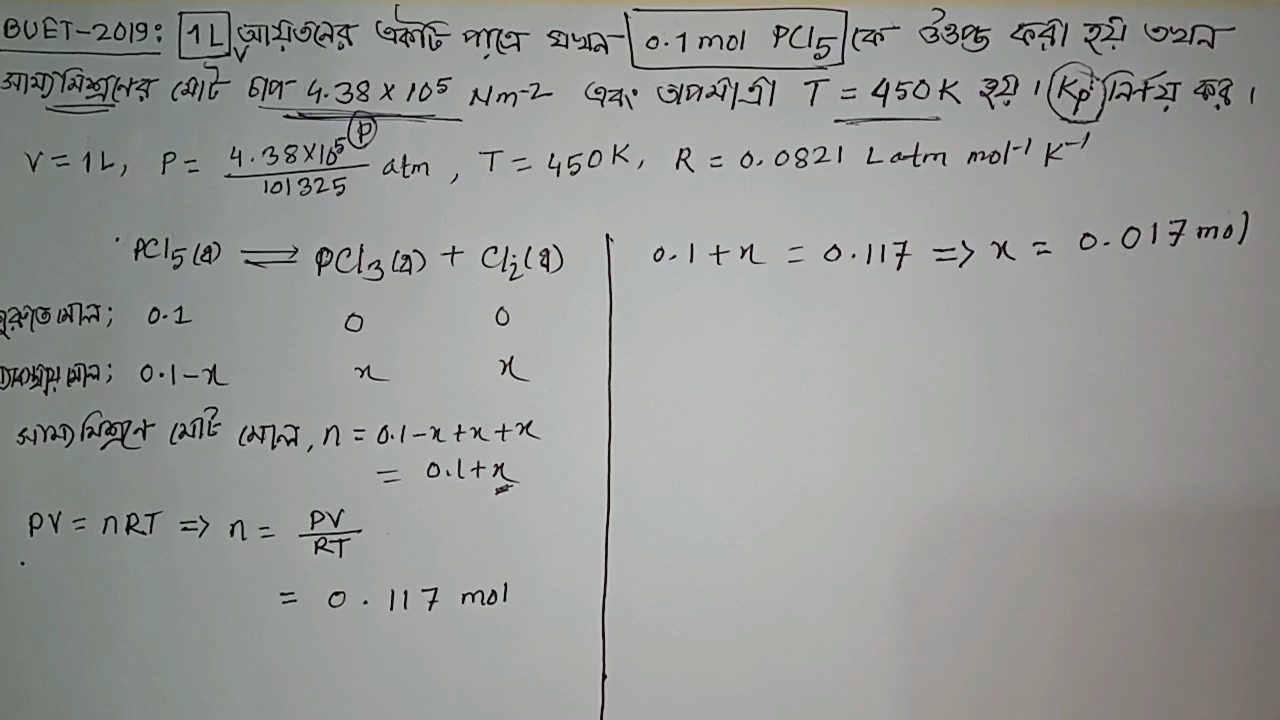 BUET-2019: 1L আয়তনের একটি পাত্রে যখন 0.1 mol PCl5 কে উত্তপ্ত করা হয় তখন
V
সাম্যমিশ্রণের মোট চাপ 4.38 × 10^5 Nm-2 এবং তাপমাত্রা T = 450K হয়। Kp নির্ণয় কর।
V = 1L, P = 4.38×10^5 / 101325 atm, T = 450K, R = 0.0821 L atm mol^-1 K^-1
P
PCl5(g) ⇌ PCl3(g) + Cl2(g)
শুরুতে মোল; 0.1 0 0
সাম্যাবস্থায় মোল; 0.1-x x x
সাম্যমিশ্রণে মোট মোল, n = 0.1-x+x+x
= 0.1+x
PV = nRT => n = PV / RT
= 0.117 mol
0.1+x = 0.117 => x = 0.017 mol